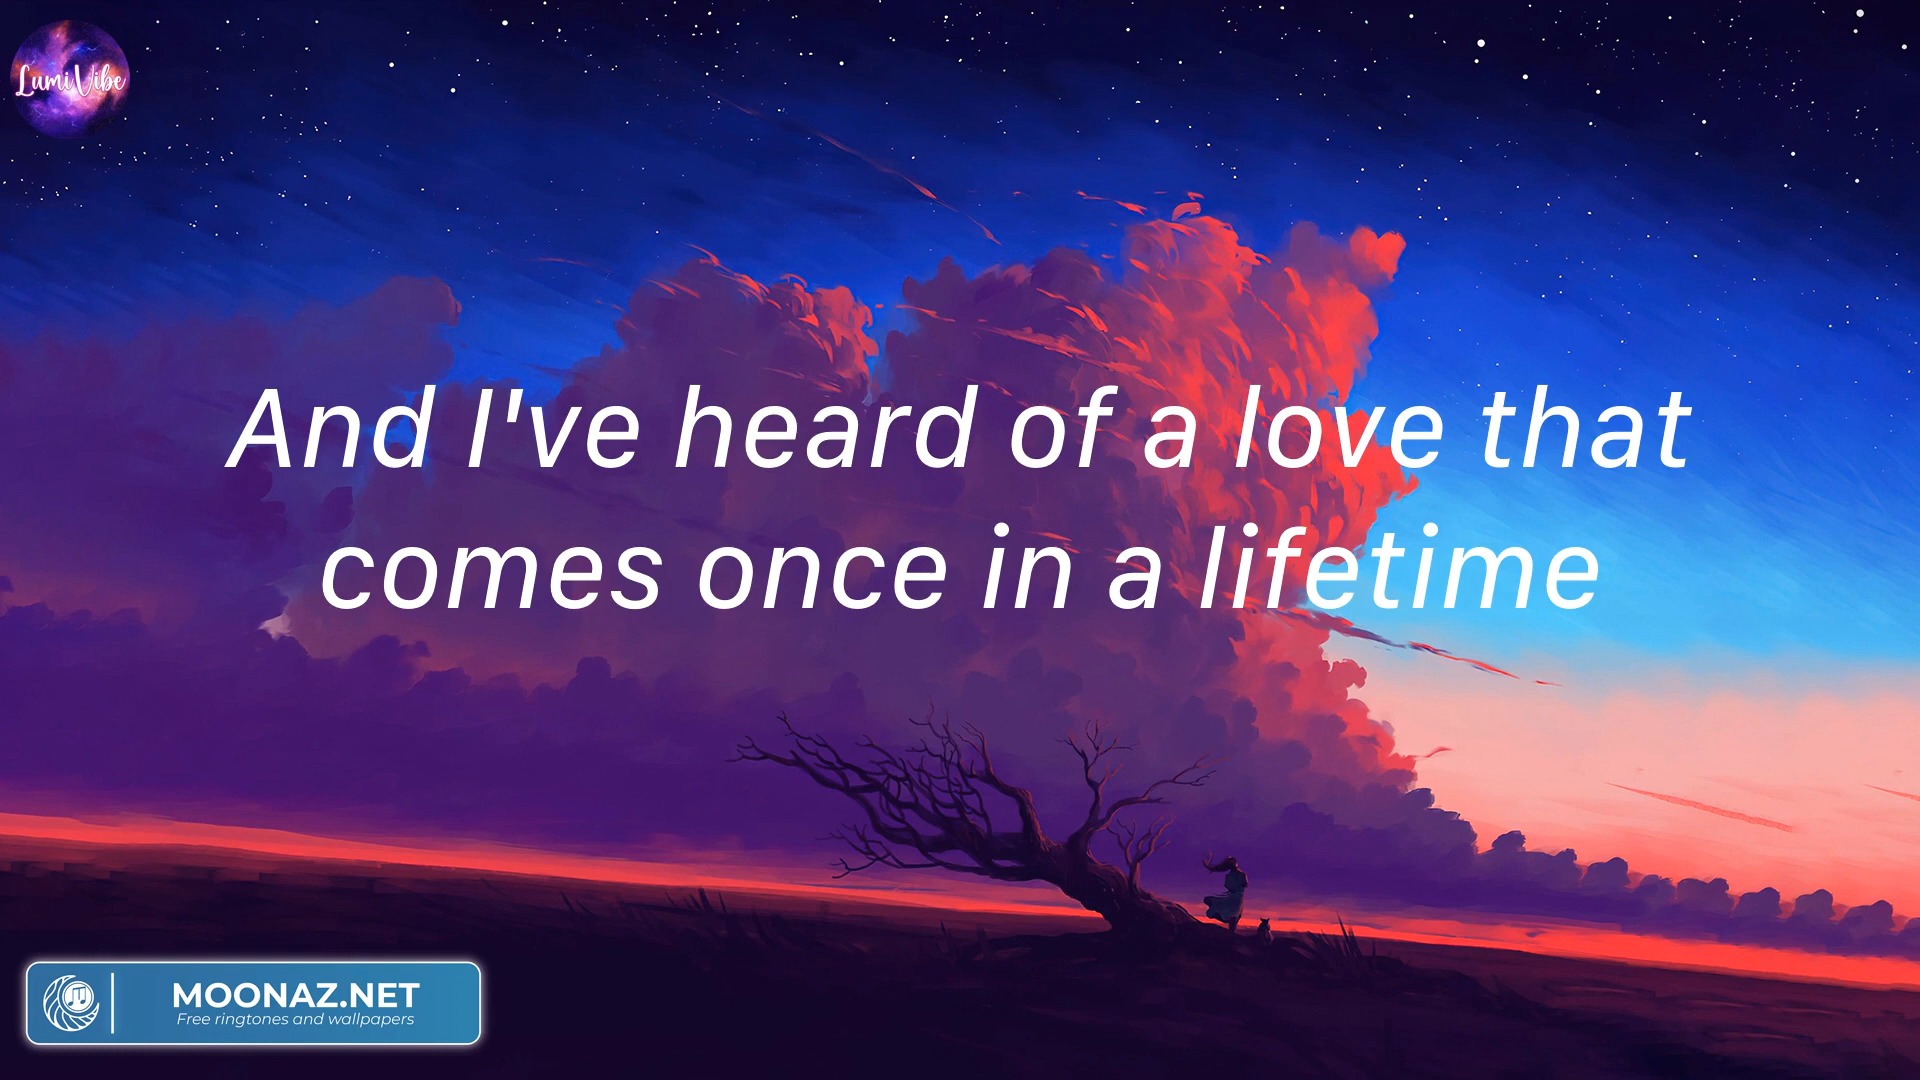 LumiVibe
And I've heard of a love that
comes once in a lifetime
MOONAZ.NET
Free ringtones and wallpapers